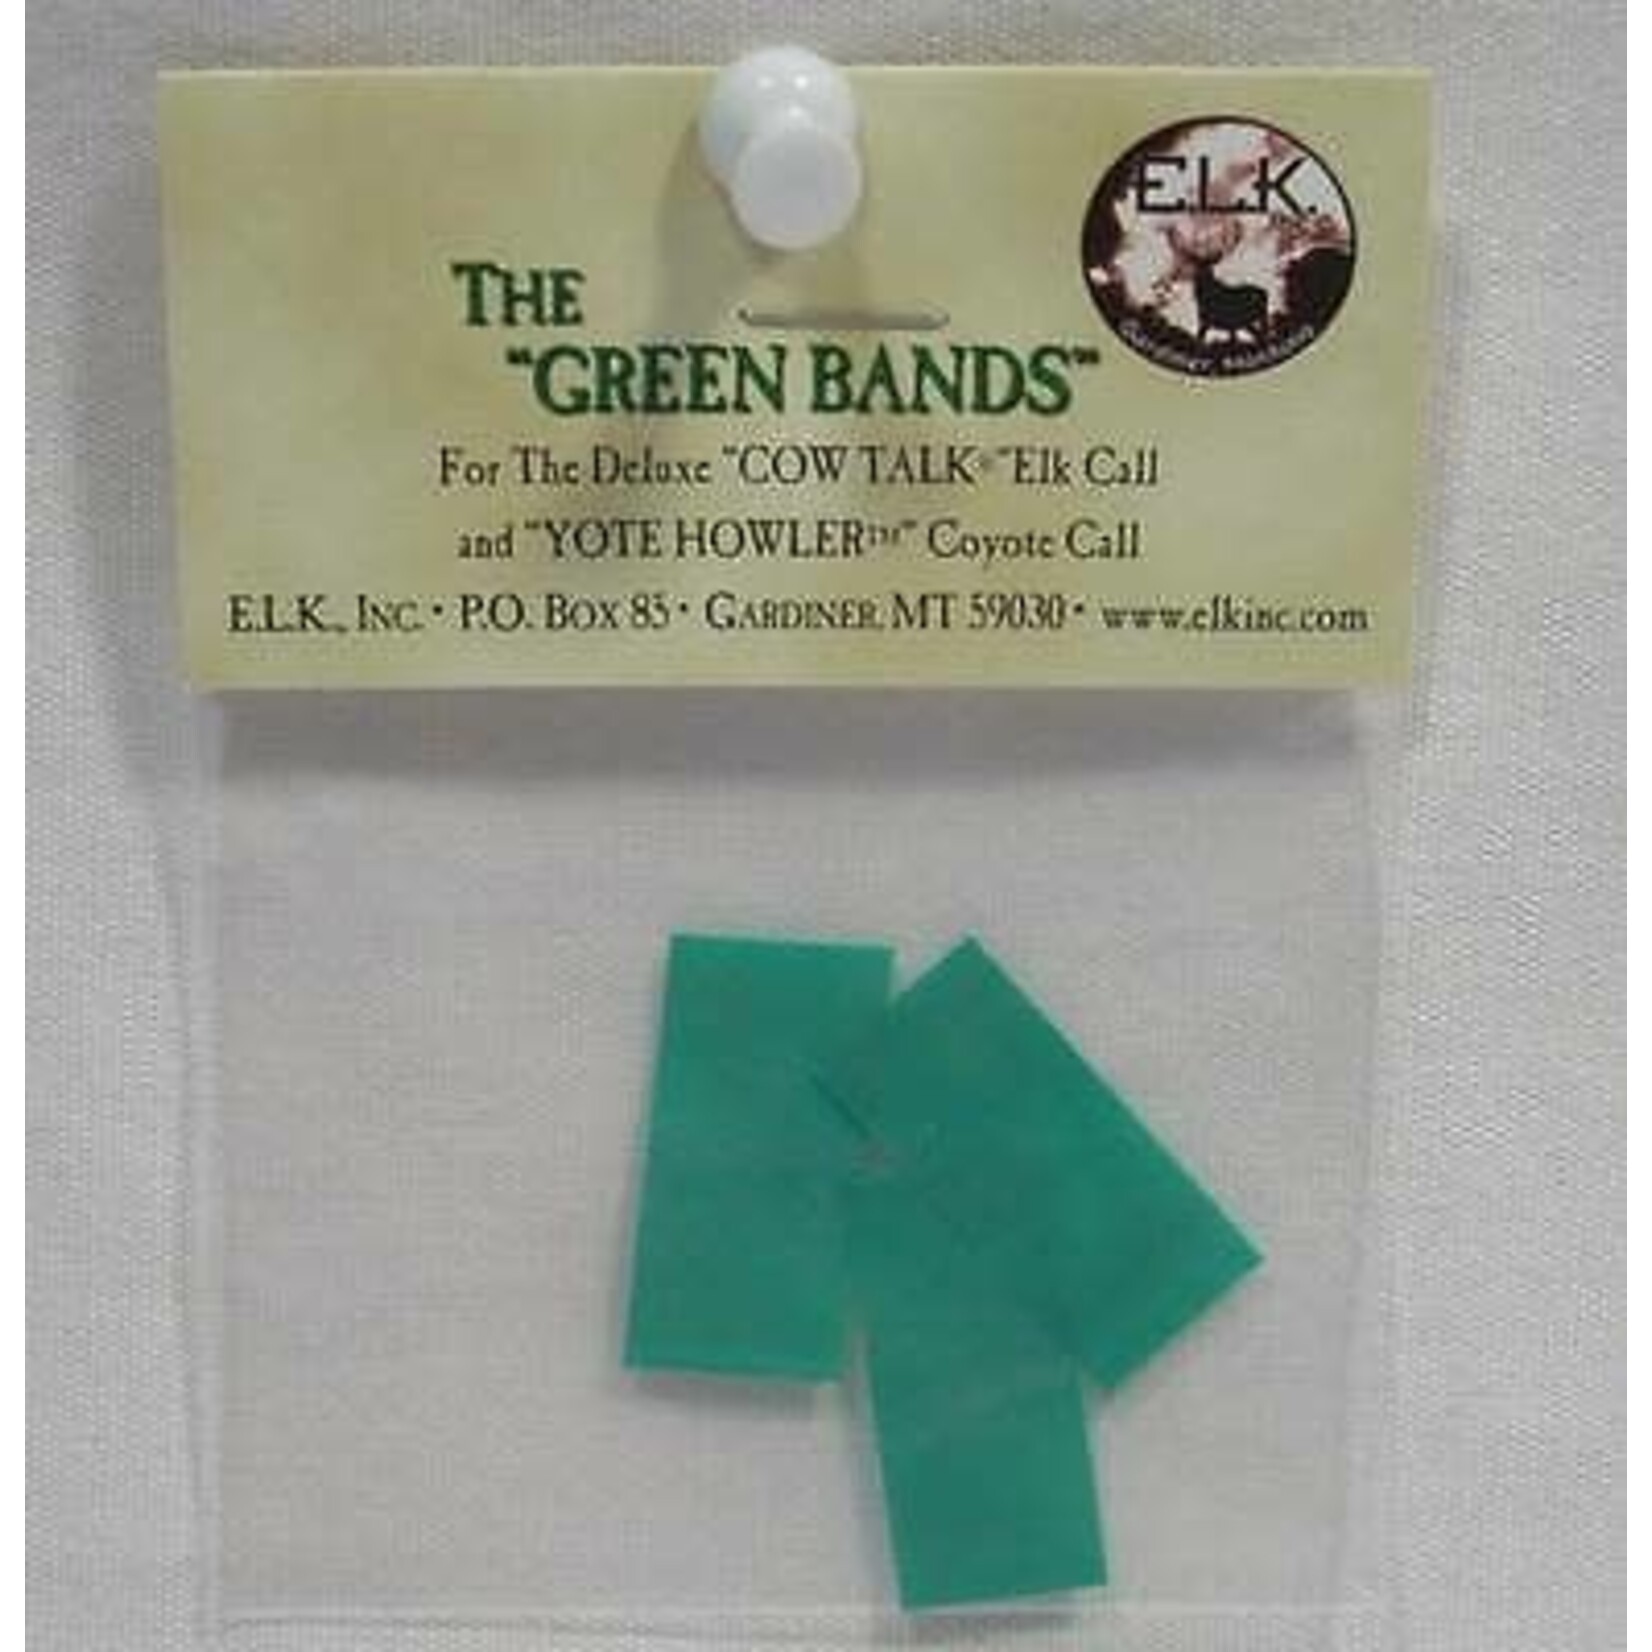 E.L.K.
THE
"GREEN BANDS"
For The Deluxe "COW TALK®" Elk Call
and "YOTE HOWLER™" Coyote Call
E.L.K., INC. • P.O. BOX 85 • GARDINER, MT 59030 • www.elkinc.com